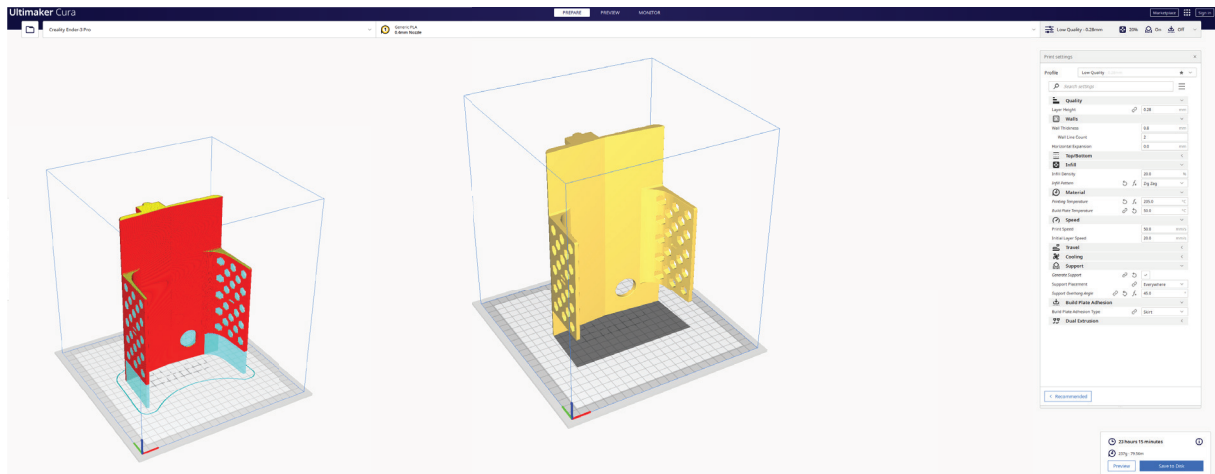 Ultimaker Cura
PREPARE PREVIEW MONITOR
Marketplace Sign in
Creality Ender-3 Pro
Generic PLA
0.4mm Nozzle
Low Quality - 0.28mm 20% On Off
Print settings x
Profile Low Quality
Search settings
Quality
Layer Height 0.28 mm
Walls
Wall Thickness 0.8 mm
Wall Line Count 2
Horizontal Expansion 0.0 mm
Top/Bottom
Infill
Infill Density 20.0 %
Infill Pattern Zig Zag
Material
Printing Temperature 205.0 °C
Build Plate Temperature °C
Speed
Print Speed 50.0 mm/s
Initial Layer Speed 20.0 mm/s
Travel
Cooling
Support
Generate Support
Support Placement Everywhere
Support Overhang Angle 45.0 °
Build Plate Adhesion
Build Plate Adhesion Type Skirt
Dual Extrusion
Recommended
23 hours 15 minutes
Preview Save to Disk